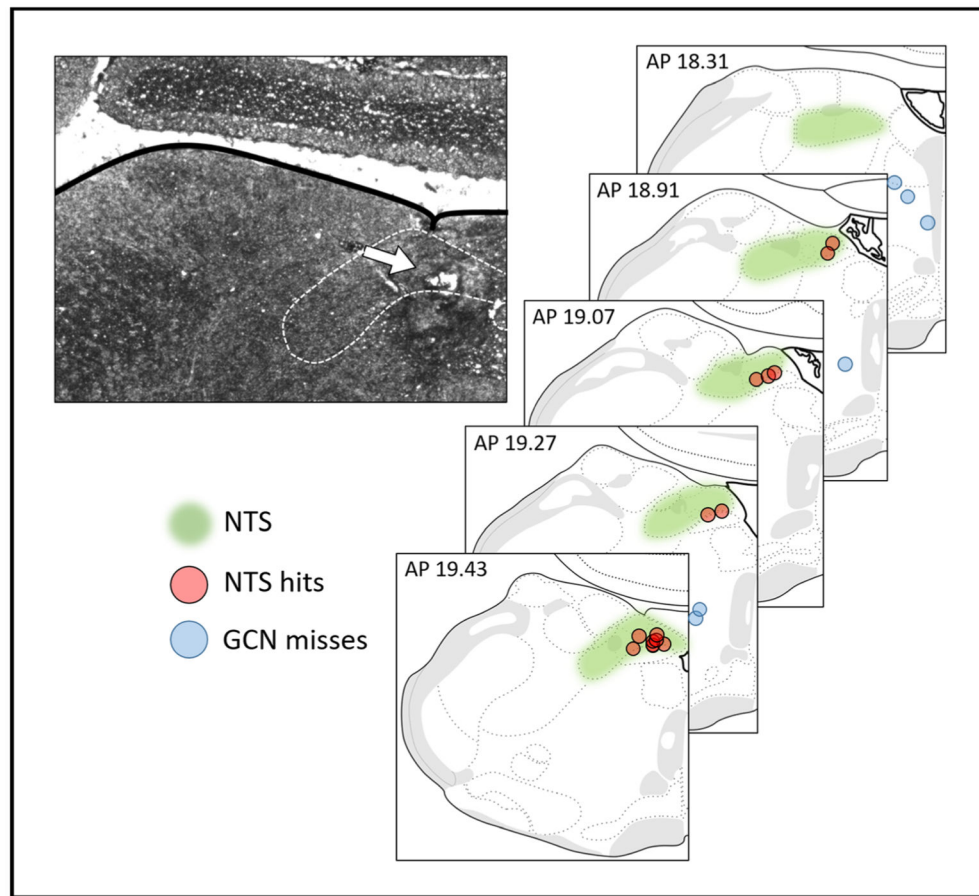 AP 18.31
AP 18.91
AP 19.07
AP 19.27
AP 19.43
NTS
NTS hits
GCN misses